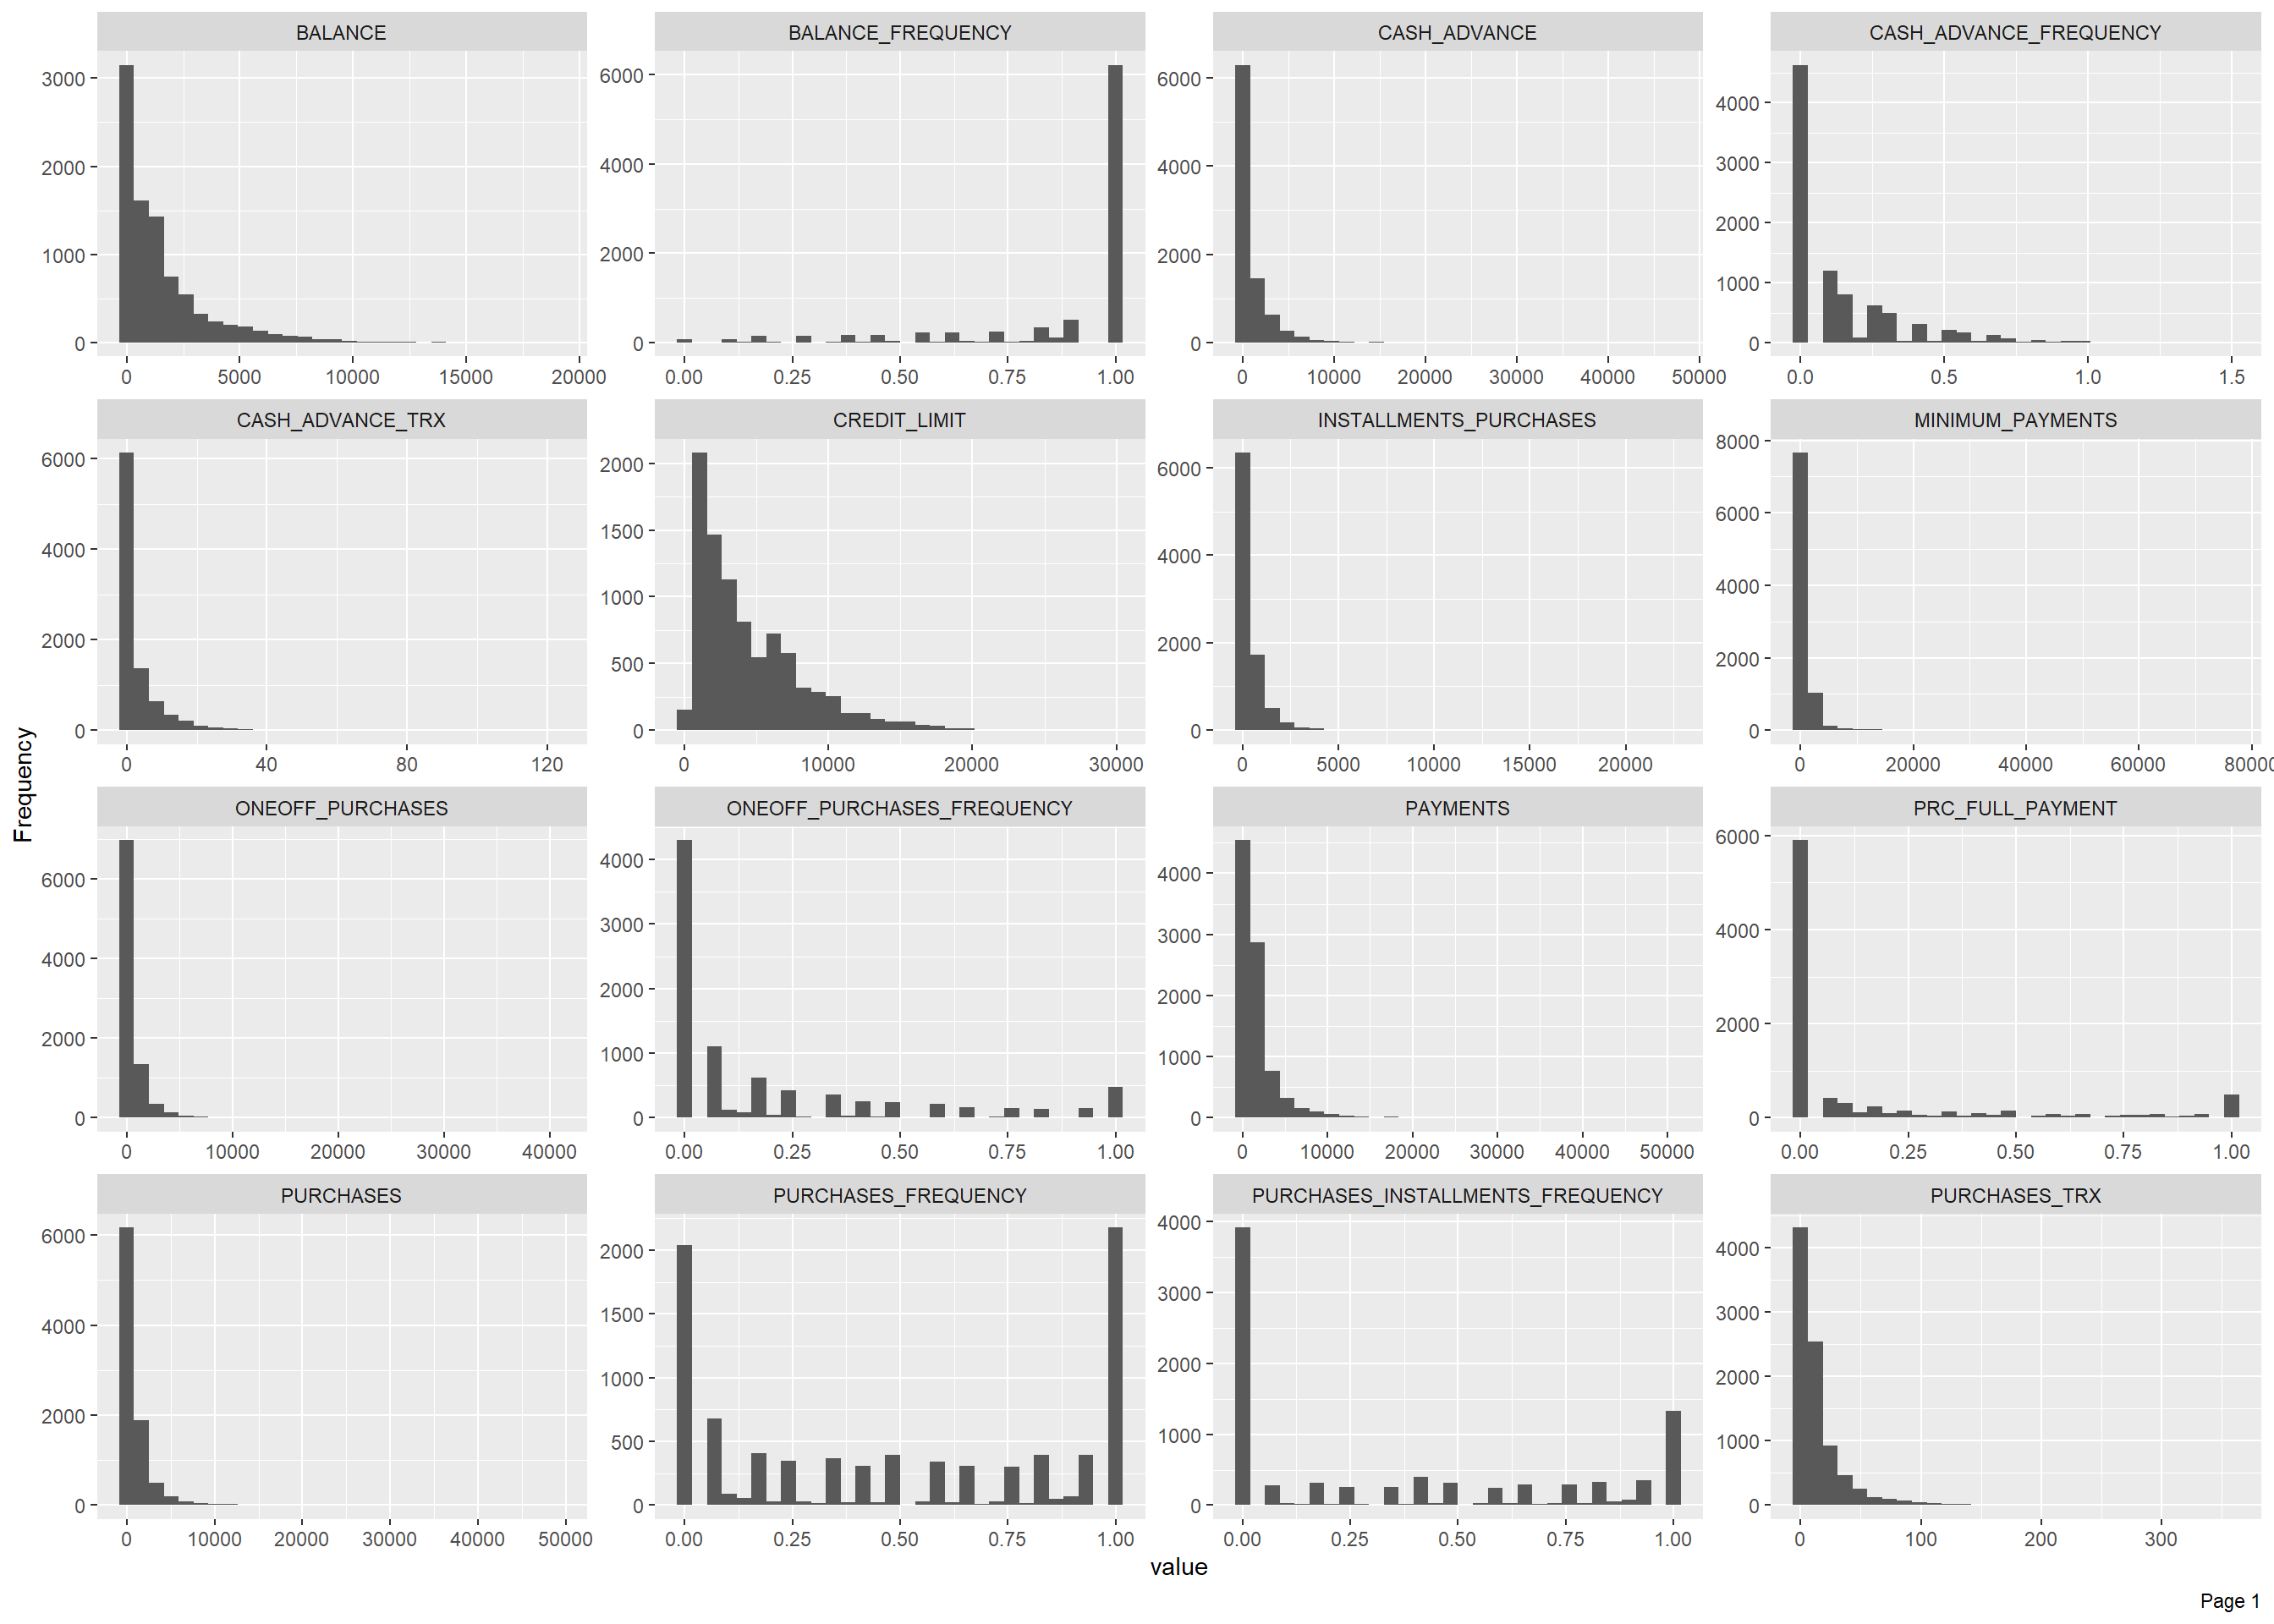 BALANCE
BALANCE_FREQUENCY
CASH_ADVANCE
CASH_ADVANCE_FREQUENCY
3000
2000
1000
0
0 5000 10000 15000 20000
6000
4000
2000
0
0.00 0.25 0.50 0.75 1.00
6000
4000
2000
0
0 10000 20000 30000 40000 50000
4000
3000
2000
1000
0
0.0 0.5 1.0 1.5
CASH_ADVANCE_TRX
CREDIT_LIMIT
INSTALLMENTS_PURCHASES
MINIMUM_PAYMENTS
6000
4000
2000
0
0 40 80 120
2000
1500
1000
500
0
0 10000 20000 30000
6000
4000
2000
0
0 5000 10000 15000 20000
8000
6000
4000
2000
0
0 20000 40000 60000 80000
Frequency
ONEOFF_PURCHASES
ONEOFF_PURCHASES_FREQUENCY
PAYMENTS
PRC_FULL_PAYMENT
6000
4000
2000
0
0 10000 20000 30000 40000
4000
3000
2000
1000
0
0.00 0.25 0.50 0.75 1.00
4000
3000
2000
1000
0
0 10000 20000 30000 40000 50000
6000
4000
2000
0
0.00 0.25 0.50 0.75 1.00
PURCHASES
PURCHASES_FREQUENCY
PURCHASES_INSTALLMENTS_FREQUENCY
PURCHASES_TRX
6000
4000
2000
0
0 10000 20000 30000 40000 50000
2000
1500
1000
500
0
0.00 0.25 0.50 0.75 1.00
4000
3000
2000
1000
0
0.00 0.25 0.50 0.75 1.00
4000
3000
2000
1000
0
0 100 200 300
value
Page 1